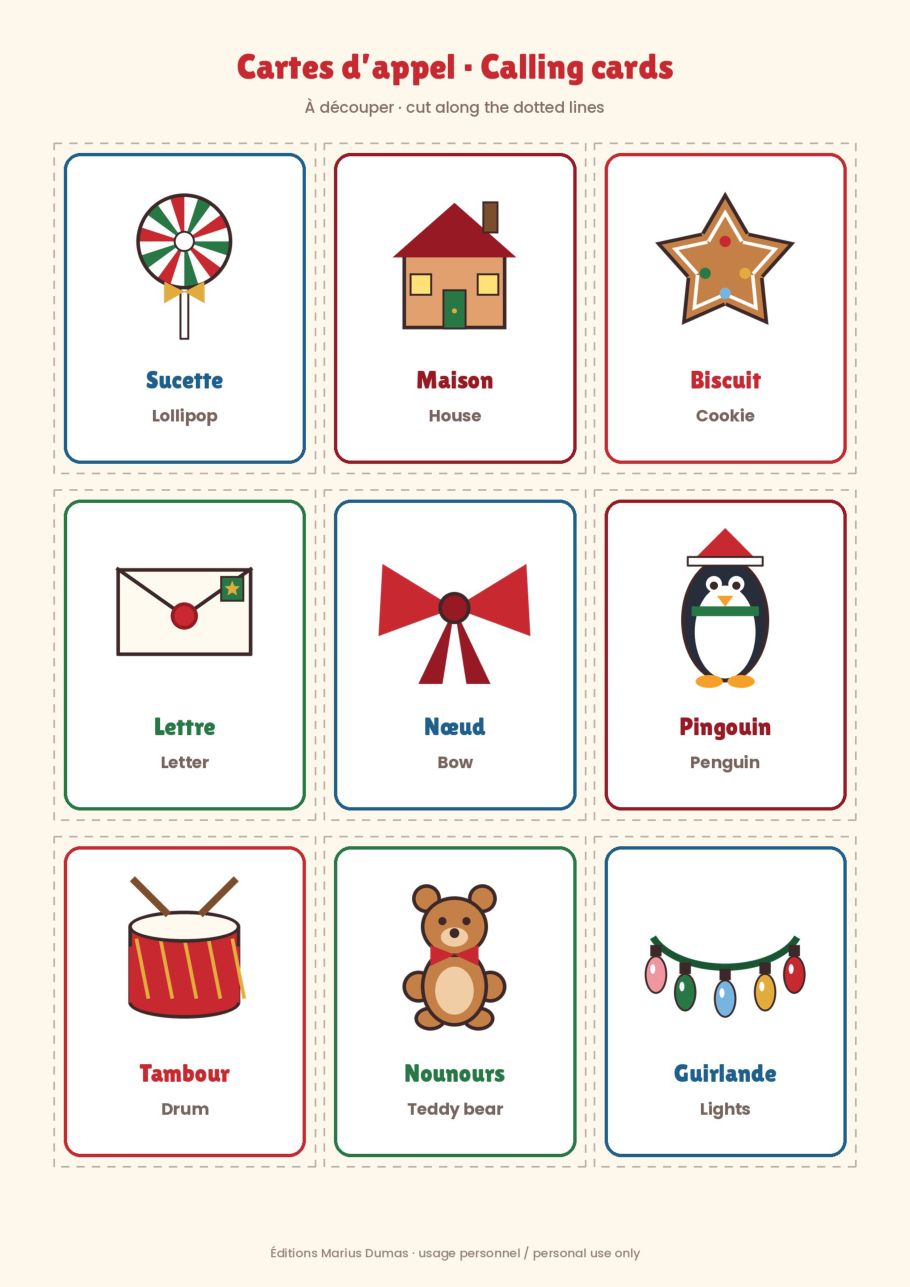 Cartes d'appel · Calling cards
À découper · cut along the dotted lines
Sucette
Lollipop
Maison
House
Biscuit
Cookie
Lettre
Letter
Nœud
Bow
Pingouin
Penguin
Tambour
Drum
Nounours
Teddy bear
Guirlande
Lights
Éditions Marius Dumas · usage personnel / personal use only